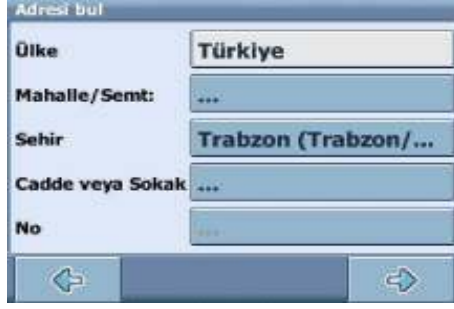 Adresi bul
Ülke Türkiye
Mahalle/Semt: ...
Sehir Trabzon (Trabzon/...
Cadde veya Sokak ...
No ...